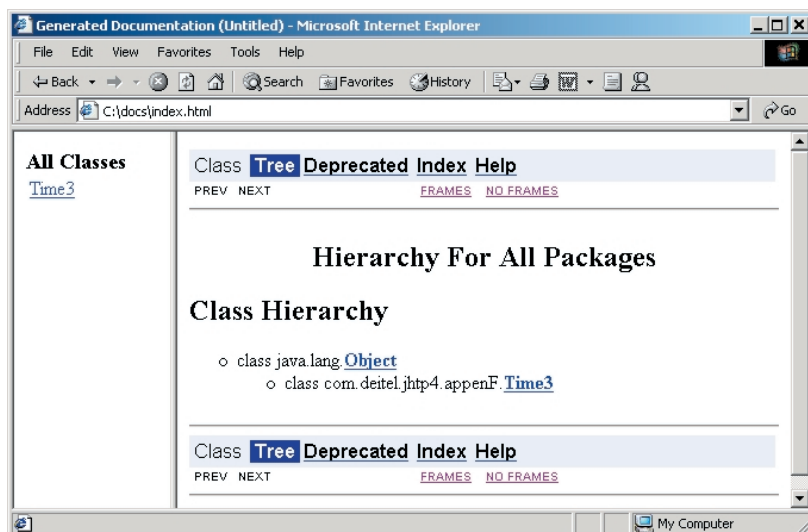 Generated Documentation (Untitled) - Microsoft Internet Explorer
File Edit View Favorites Tools Help
Back Search Favorites History
Address C:\docs\index.html Go
All Classes
Time3
Class Tree Deprecated Index Help
PREV NEXT FRAMES NO FRAMES
Hierarchy For All Packages
Class Hierarchy
class java.lang.Object
class com.deitel.jhtp4.appenF.Time3
Class Tree Deprecated Index Help
PREV NEXT FRAMES NO FRAMES
My Computer